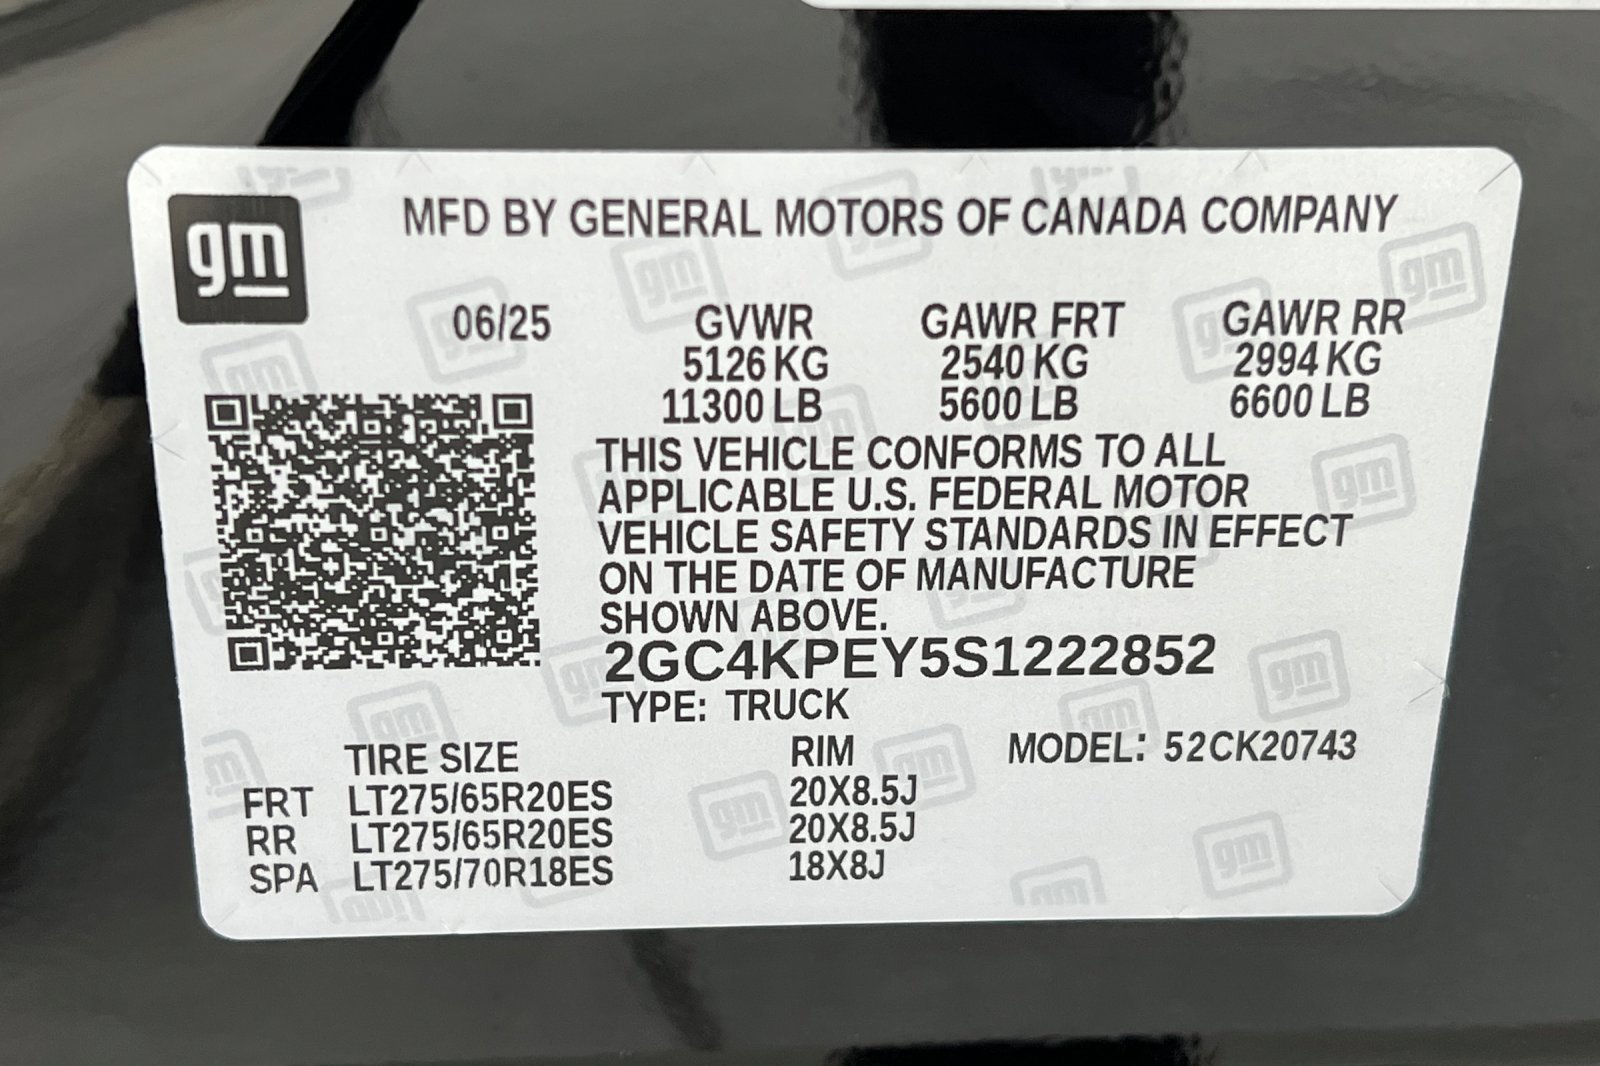 gm
MFD BY GENERAL MOTORS OF CANADA COMPANY
06/25 GVWR GAWR FRT GAWR RR
5126 KG 2540 KG 2994 KG
11300 LB 5600 LB 6600 LB
THIS VEHICLE CONFORMS TO ALL
APPLICABLE U.S. FEDERAL MOTOR
VEHICLE SAFETY STANDARDS IN EFFECT
ON THE DATE OF MANUFACTURE
SHOWN ABOVE.
2GC4KPEY5S1222852
TYPE: TRUCK
TIRE SIZE RIM MODEL: 52CK20743
FRT LT275/65R20ES 20X8.5J
RR LT275/65R20ES 20X8.5J
SPA LT275/70R18ES 18X8J